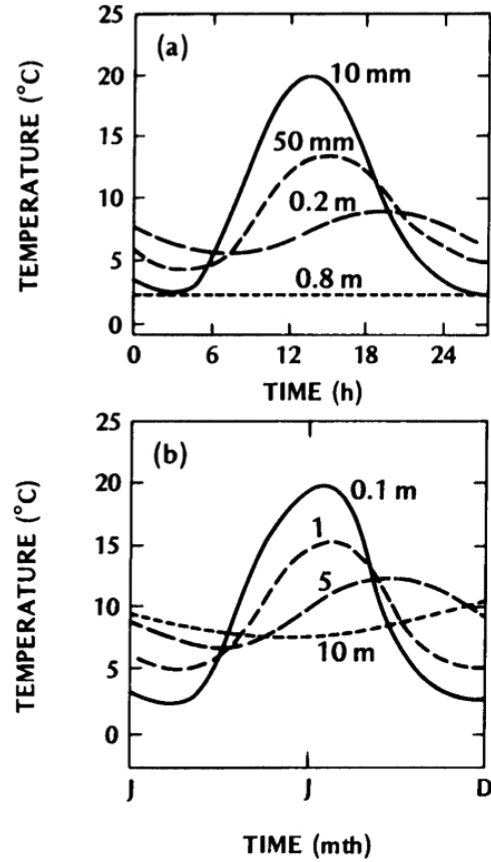 25
(a)
10 mm
20
50 mm
15
0.2 m
10
5
0.8 m
0
TEMPERATURE (°C)
0 6 12 18 24
TIME (h)
25
(b)
20
0.1 m
1
15
5
10
10 m
5
0
TEMPERATURE (°C)
J J D
TIME (mth)